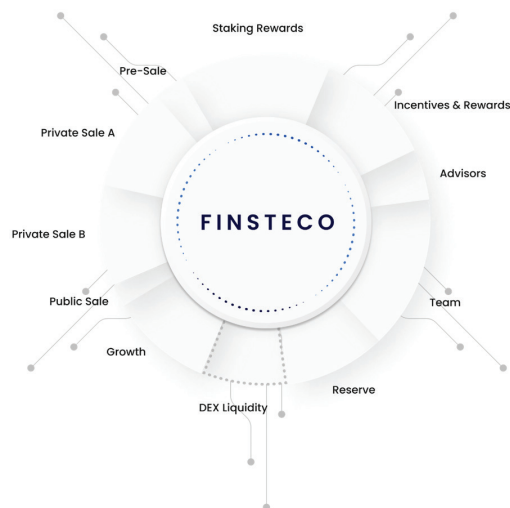 Staking Rewards
Pre-Sale
Incentives & Rewards
Private Sale A
Advisors
FINSTECO
Private Sale B
Public Sale
Team
Growth
Reserve
DEX Liquidity